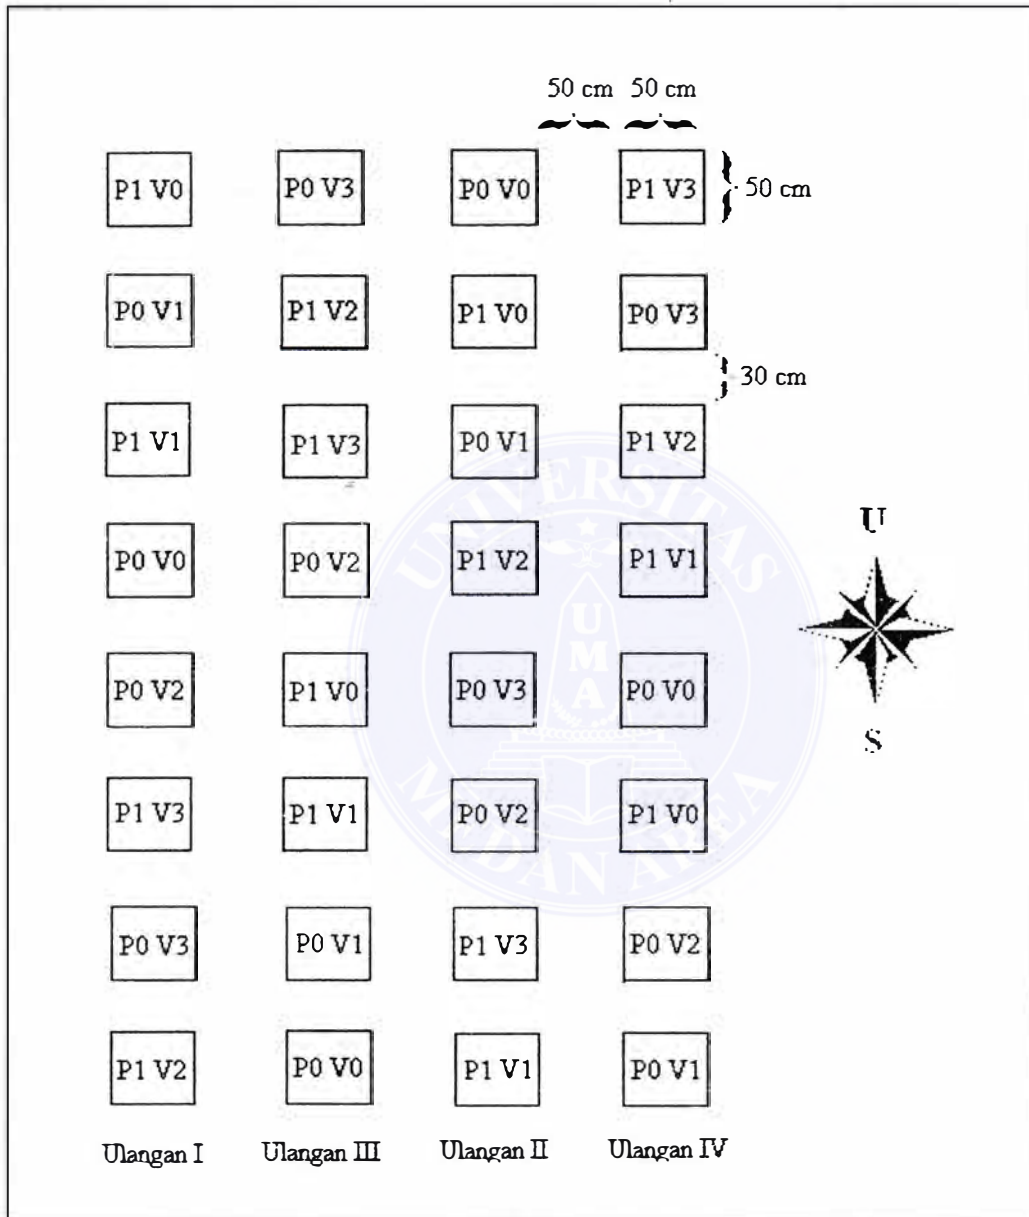 50 cm 50 cm
P1 V0 P0 V3 P0 V0 P1 V3 50 cm
P0 V1 P1 V2 P1 V0 P0 V3
30 cm
P1 V1 P1 V3 P0 V1 P1 V2
U
P0 V0 P0 V2 P1 V2 P1 V1
P0 V2 P1 V0 P0 V3 P0 V0
S
P1 V3 P1 V1 P0 V2 P1 V0
P0 V3 P0 V1 P1 V3 P0 V2
P1 V2 P0 V0 P1 V1 P0 V1
Ulangan I Ulangan III Ulangan II Ulangan IV
UNIVERSITAS
UMA
MEDAN AREA